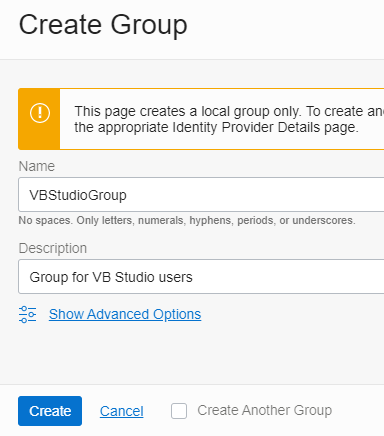 Create Group
This page creates a local group only. To create an
the appropriate Identity Provider Details page.
Name
VBStudioGroup
No spaces. Only letters, numerals, hyphens, periods, or underscores.
Description
Group for VB Studio users
Show Advanced Options
Create Cancel Create Another Group